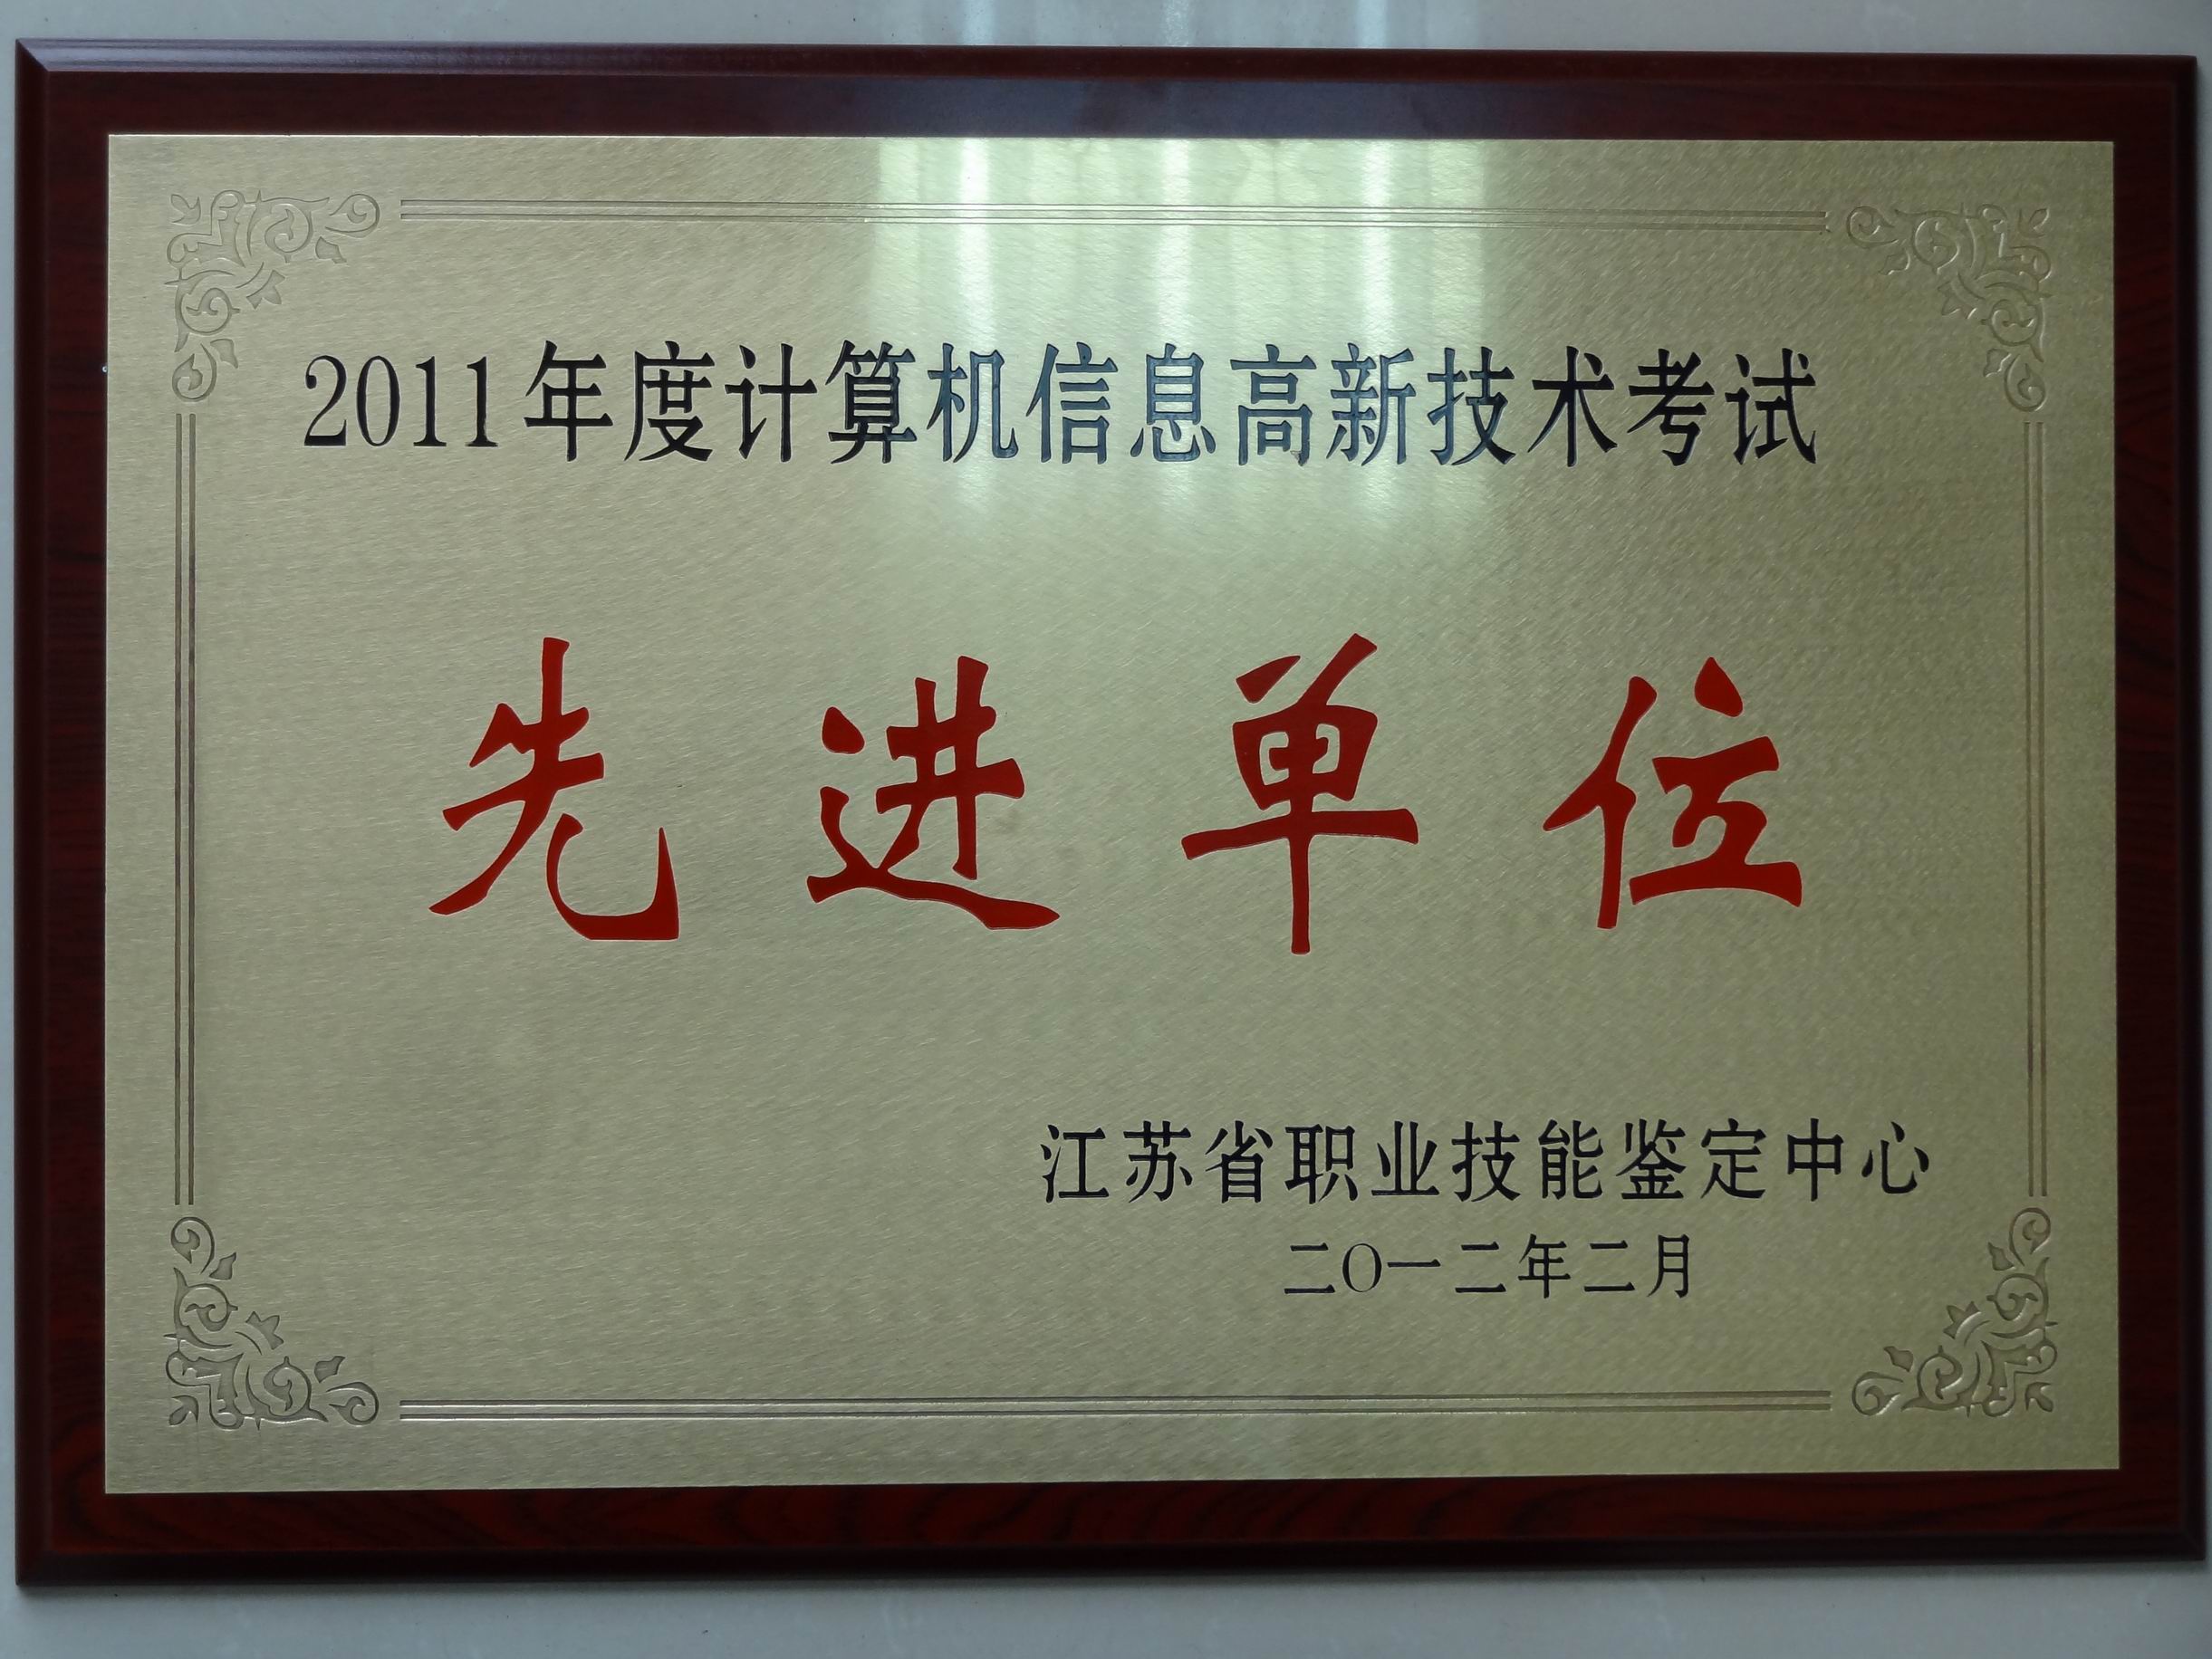 2011年度计算机信息高新技术考试
先进单位
江苏省职业技能鉴定中心
二〇一二年二月